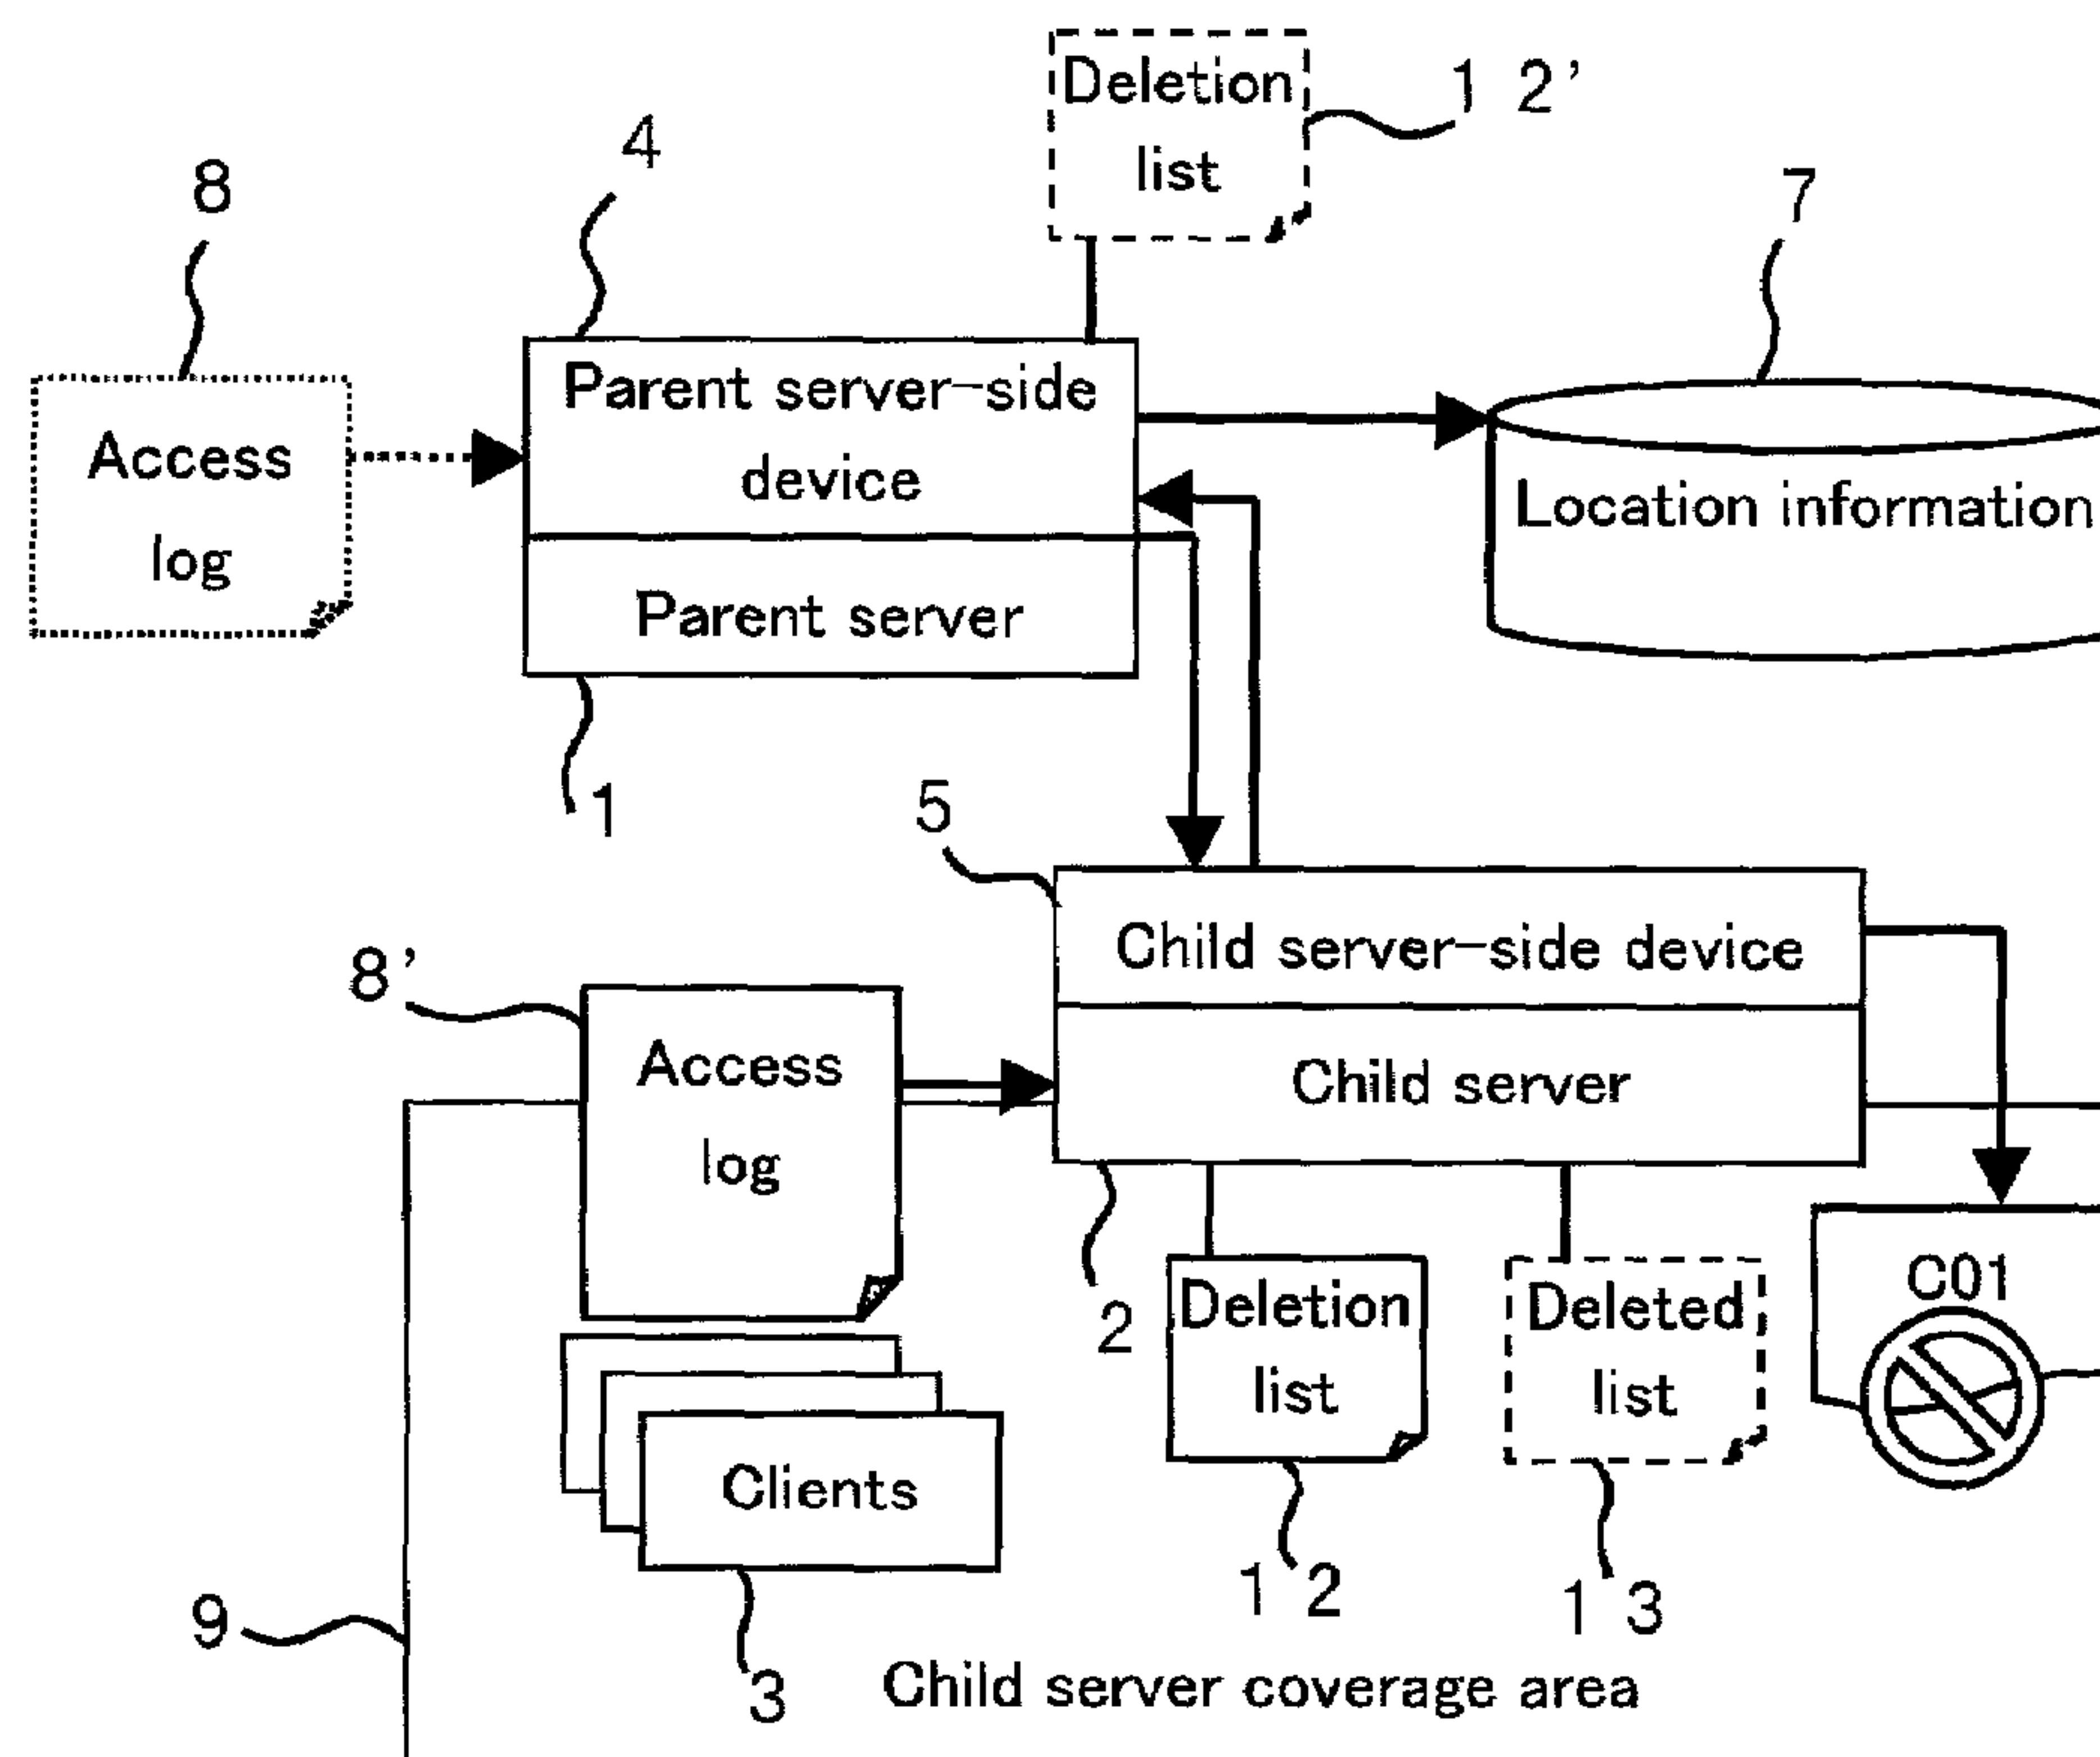 Deletion
list
1 2'
4
8
7
Parent server-side
device
Access
log
Location information
Parent server
1
5
Child server-side device
8'
Access
log
Child server
2
C01
Deletion
list
Deleted
list
Clients
1 2
1 3
9
3
Child server coverage area